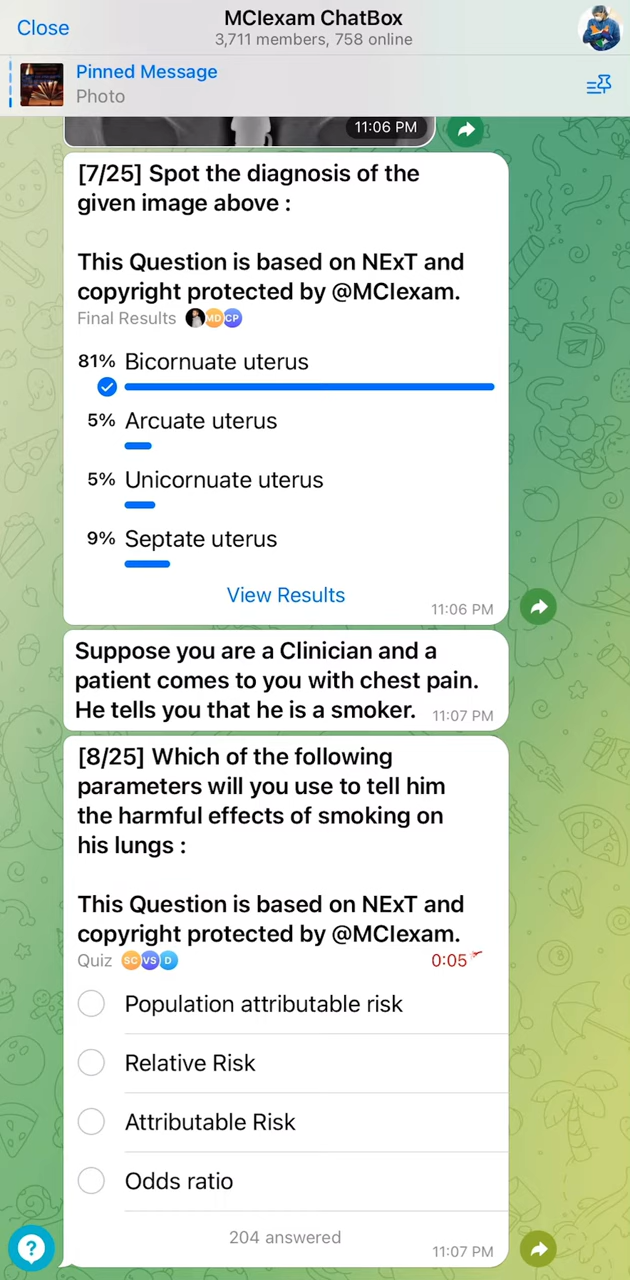 Close
MCIexam ChatBox
3,711 members, 758 online
Pinned Message
Photo
11:06 PM
[7/25] Spot the diagnosis of the
given image above :
This Question is based on NExT and
copyright protected by @MCIexam.
Final Results MD CP
81% Bicornuate uterus
5% Arcuate uterus
5% Unicornuate uterus
9% Septate uterus
View Results
11:06 PM
Suppose you are a Clinician and a
patient comes to you with chest pain.
He tells you that he is a smoker. 11:07 PM
[8/25] Which of the following
parameters will you use to tell him
the harmful effects of smoking on
his lungs :
This Question is based on NExT and
copyright protected by @MCIexam.
Quiz SC VS D 0:05
Population attributable risk
Relative Risk
Attributable Risk
Odds ratio
204 answered
11:07 PM
?